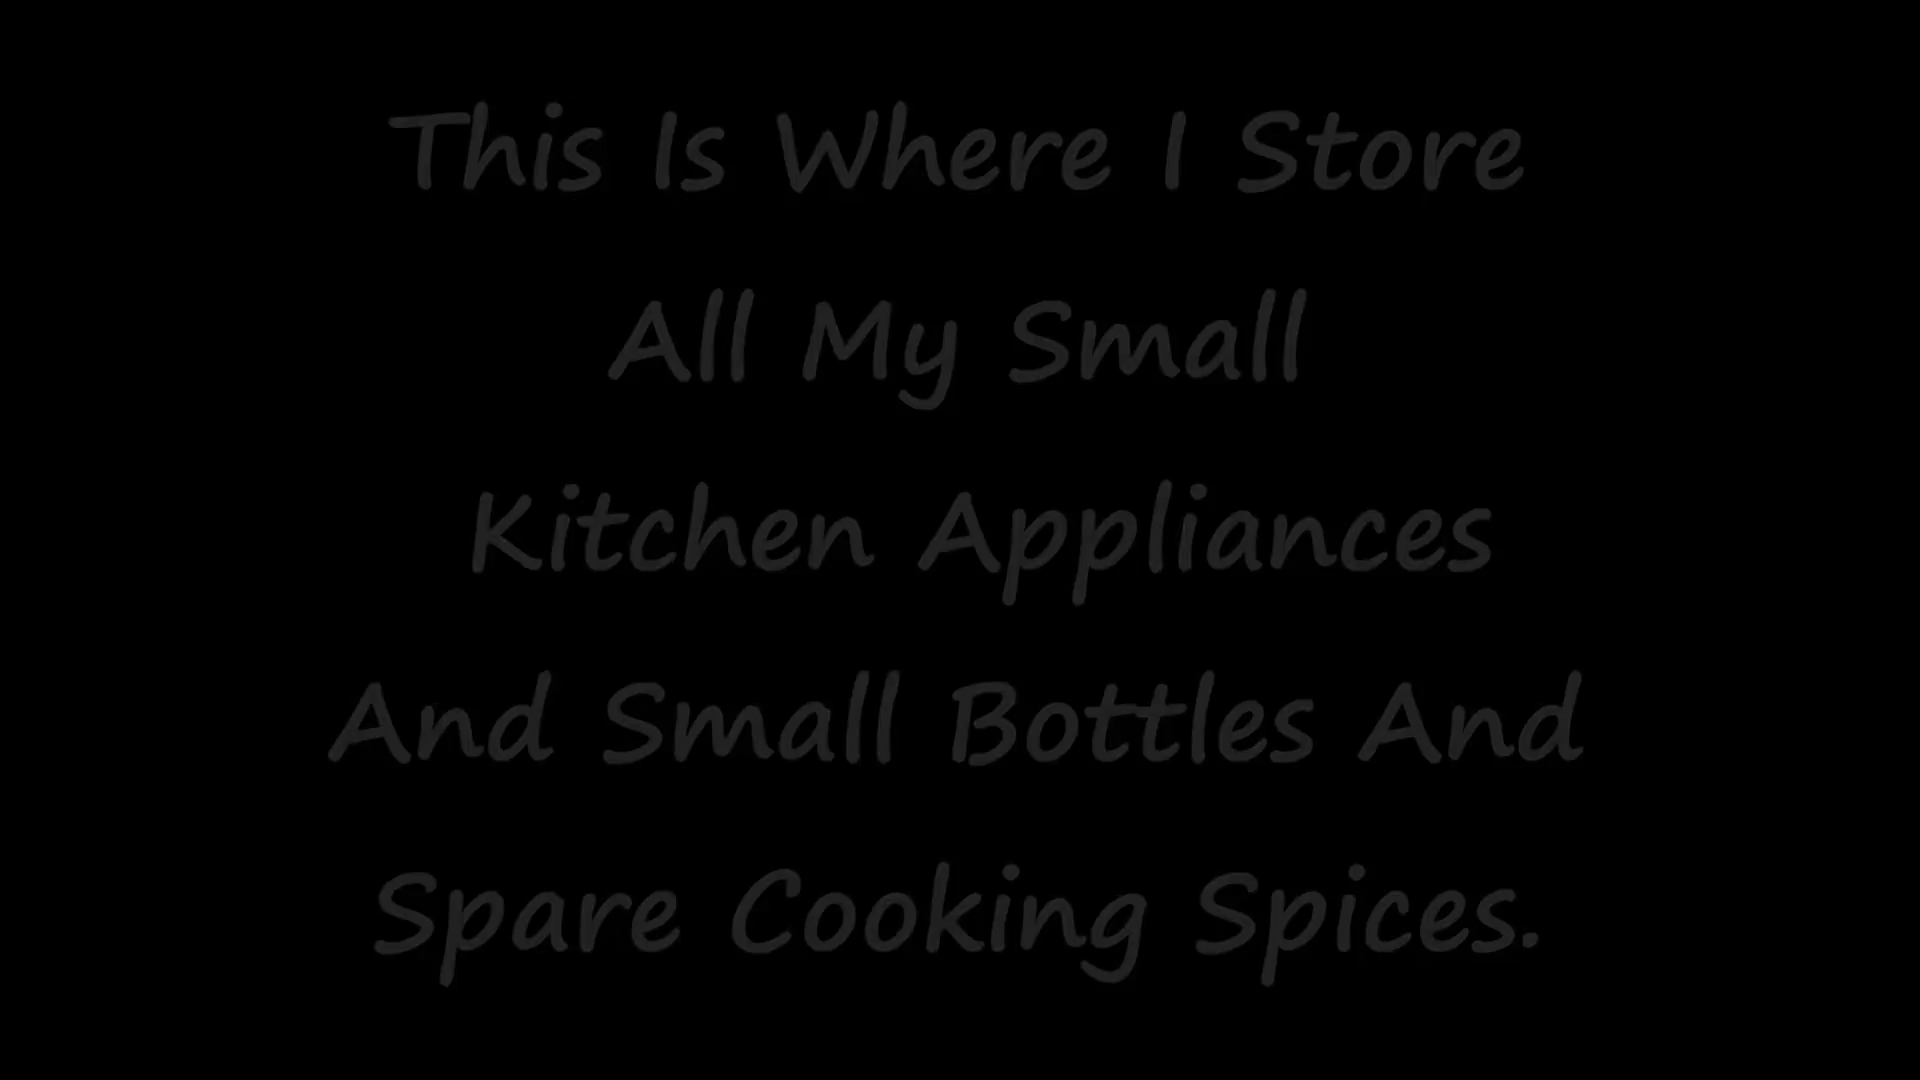 This Is Where I Store
All My Small
Kitchen Appliances
And Small Bottles And
Spare Cooking Spices.